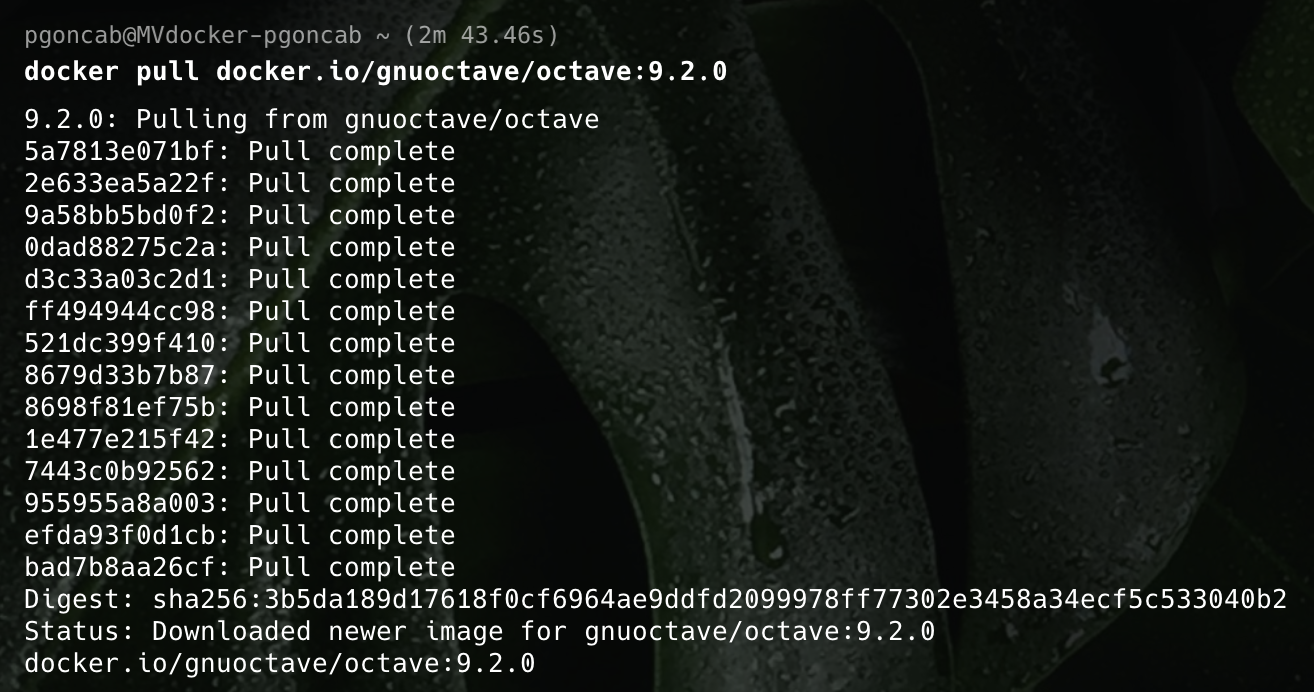 pgoncab@MVdocker-pgoncab ~ (2m 43.46s)
docker pull docker.io/gnuoctave/octave:9.2.0
9.2.0: Pulling from gnuoctave/octave
5a7813e071bf: Pull complete
2e633ea5a22f: Pull complete
9a58bb5bd0f2: Pull complete
0dad88275c2a: Pull complete
d3c33a03c2d1: Pull complete
ff494944cc98: Pull complete
521dc399f410: Pull complete
8679d33b7b87: Pull complete
8698f81ef75b: Pull complete
1e477e215f42: Pull complete
7443c0b92562: Pull complete
955955a8a003: Pull complete
efda93f0d1cb: Pull complete
bad7b8aa26cf: Pull complete
Digest: sha256:3b5da189d17618f0cf6964ae9ddfd2099978ff77302e3458a34ecf5c533040b2
Status: Downloaded newer image for gnuoctave/octave:9.2.0
docker.io/gnuoctave/octave:9.2.0